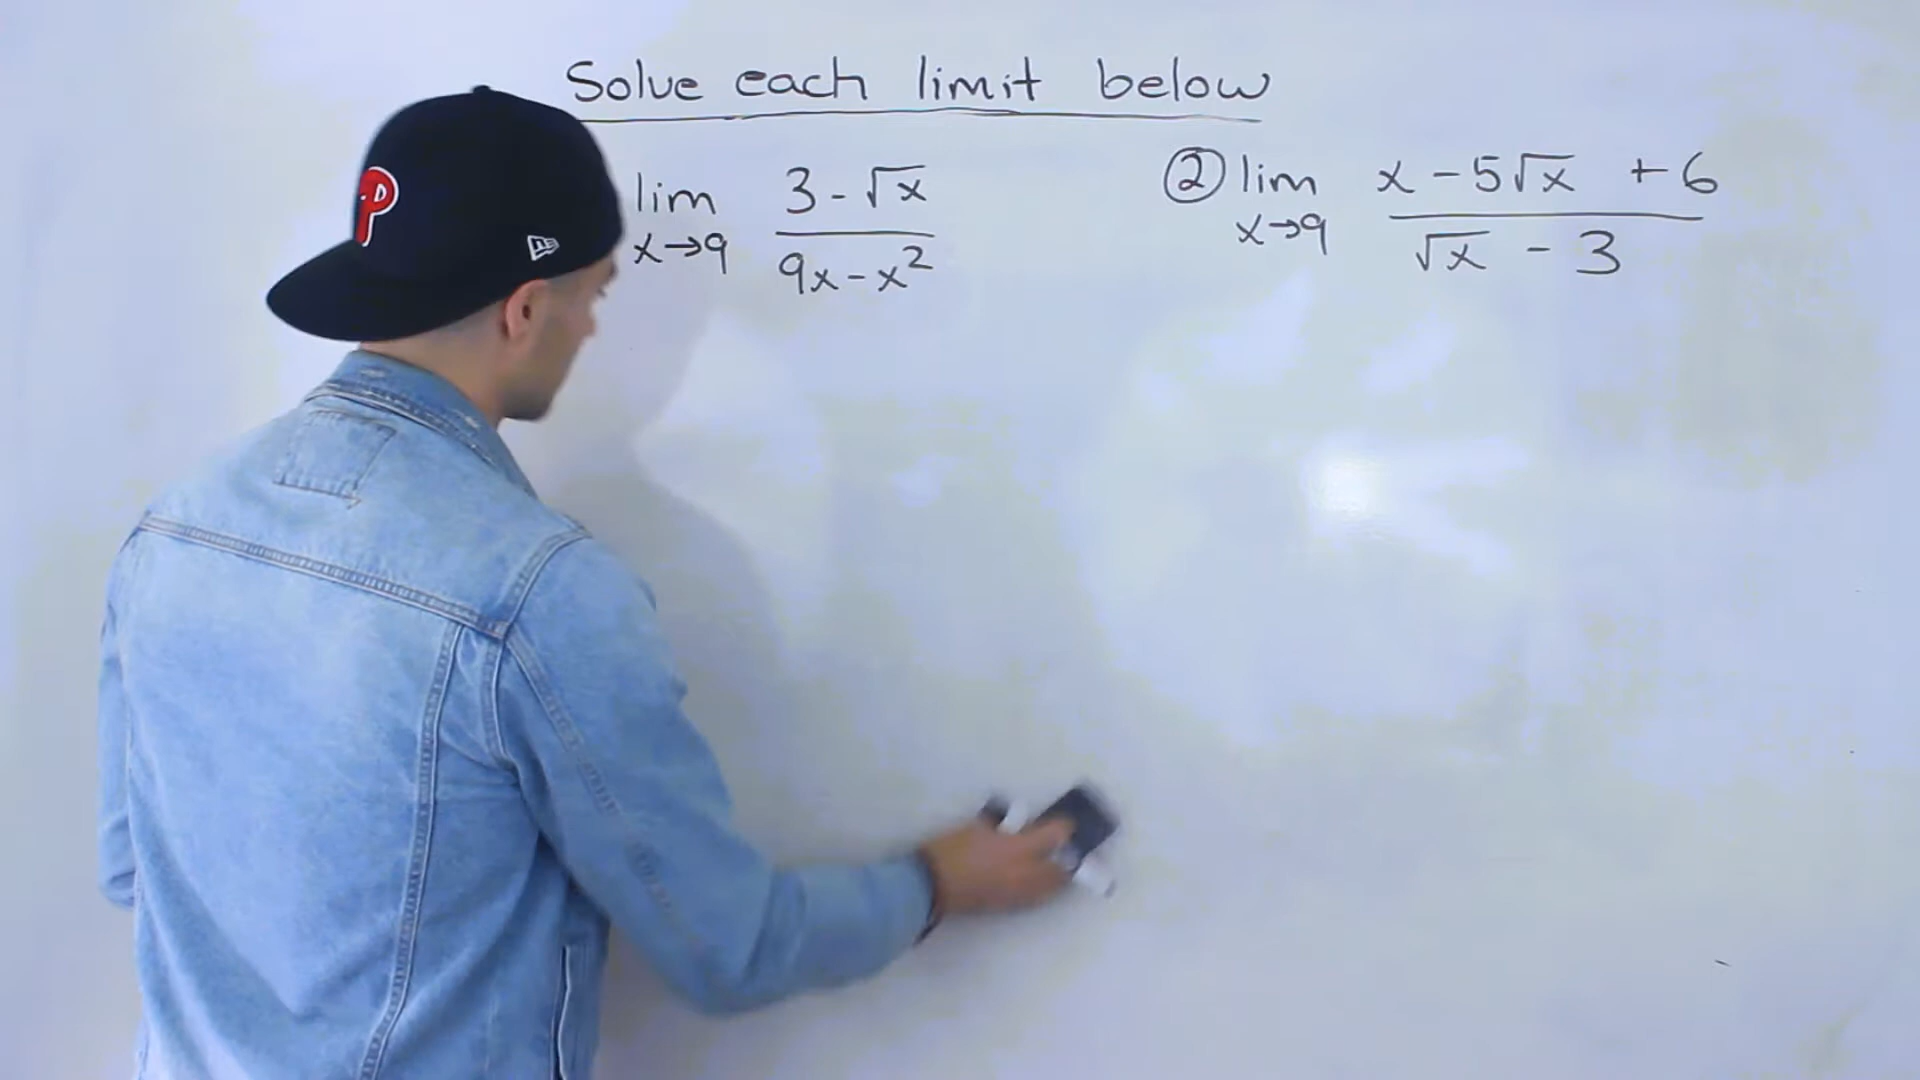 Solve each limit below
lim x→9 3-√x / 9x-x²
② lim x→9 x-5√x +6 / √x - 3
P